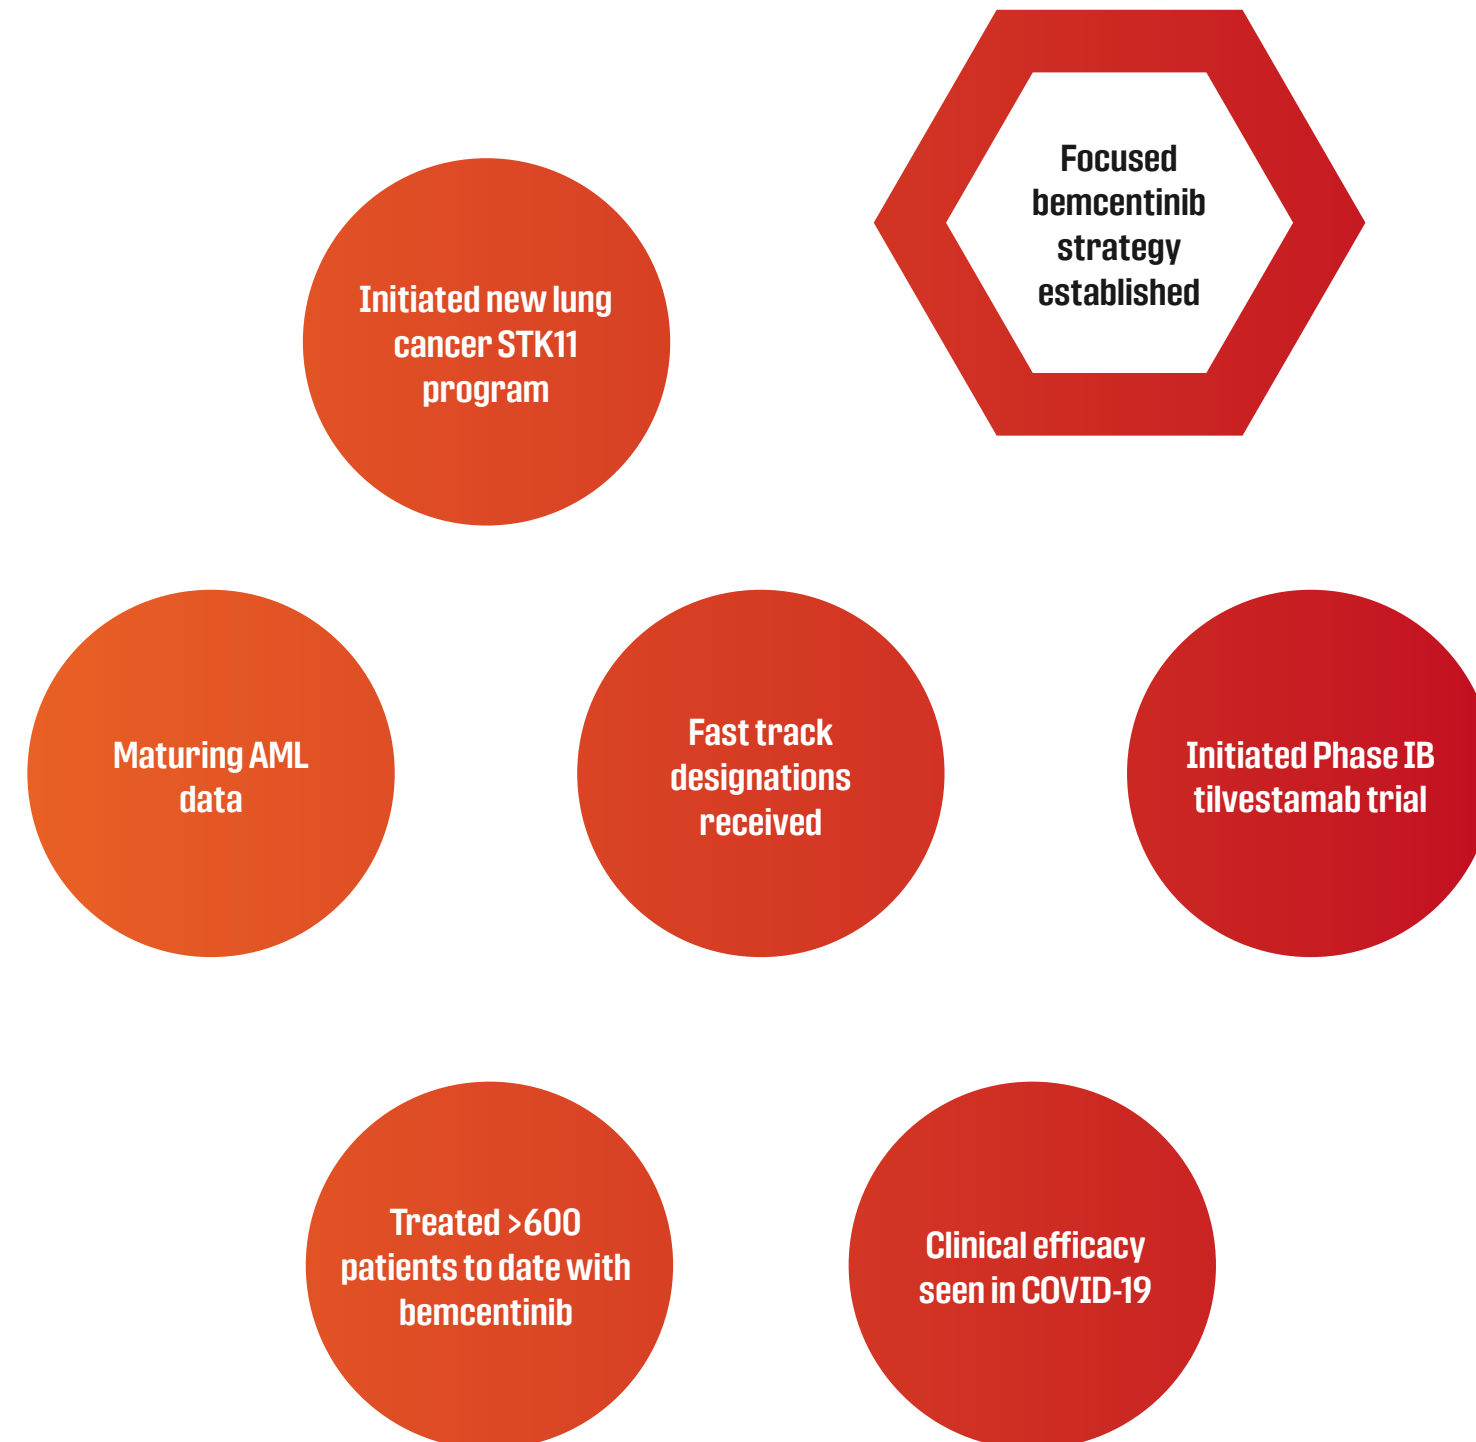 Focused
bemcentinib
strategy
established
Initiated new lung
cancer STK11
program
Maturing AML
data
Fast track
designations
received
Initiated Phase IB
tilvestamab trial
Treated >600
patients to date with
bemcentinib
Clinical efficacy
seen in COVID-19